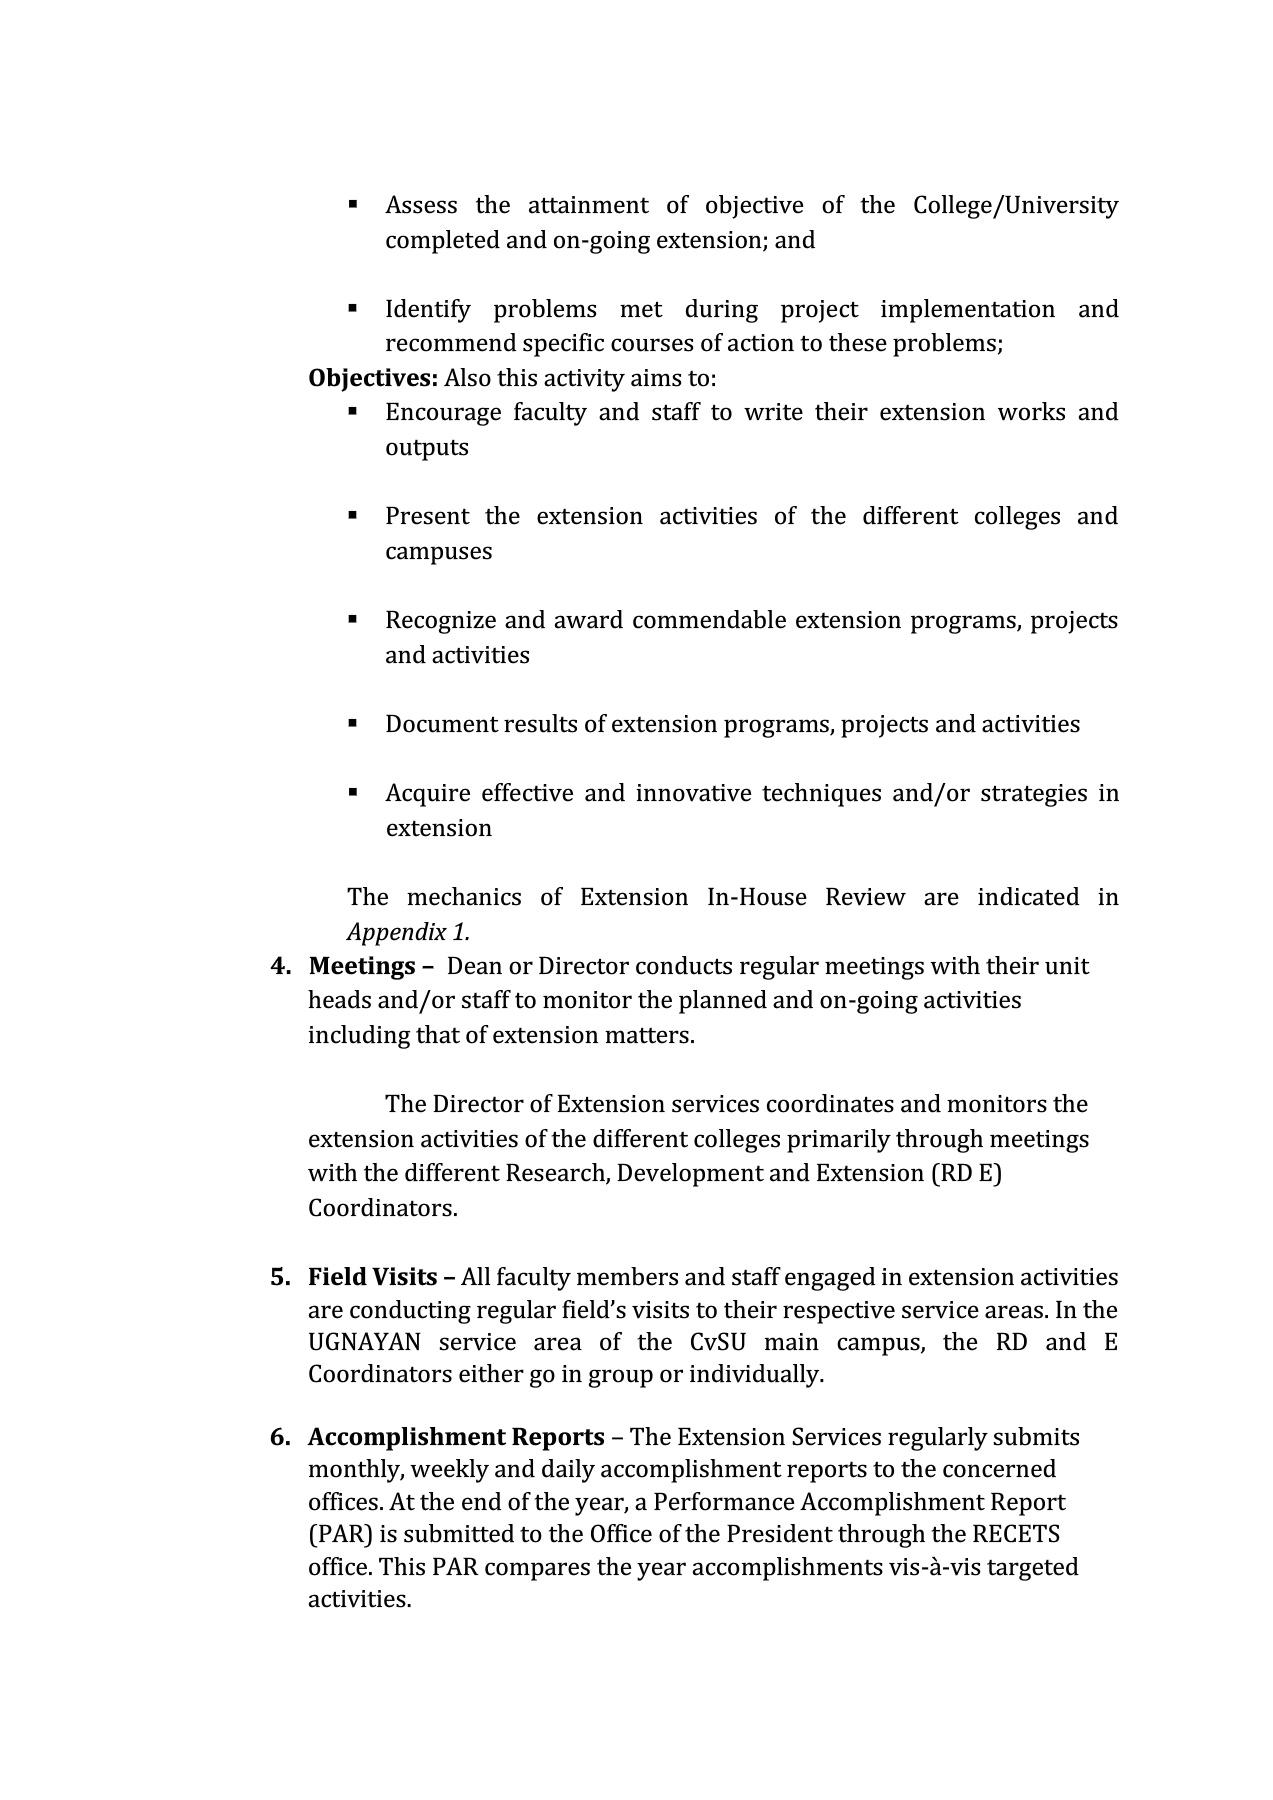 ▪ Assess the attainment of objective of the College/University
completed and on-going extension; and
▪ Identify problems met during project implementation and
recommend specific courses of action to these problems;
Objectives: Also this activity aims to:
▪ Encourage faculty and staff to write their extension works and
outputs
▪ Present the extension activities of the different colleges and
campuses
▪ Recognize and award commendable extension programs, projects
and activities
▪ Document results of extension programs, projects and activities
▪ Acquire effective and innovative techniques and/or strategies in
extension
The mechanics of Extension In-House Review are indicated in
Appendix 1.
4. Meetings – Dean or Director conducts regular meetings with their unit
heads and/or staff to monitor the planned and on-going activities
including that of extension matters.
The Director of Extension services coordinates and monitors the
extension activities of the different colleges primarily through meetings
with the different Research, Development and Extension (RD E)
Coordinators.
5. Field Visits – All faculty members and staff engaged in extension activities
are conducting regular field’s visits to their respective service areas. In the
UGNAYAN service area of the CvSU main campus, the RD and E
Coordinators either go in group or individually.
6. Accomplishment Reports – The Extension Services regularly submits
monthly, weekly and daily accomplishment reports to the concerned
offices. At the end of the year, a Performance Accomplishment Report
(PAR) is submitted to the Office of the President through the RECETS
office. This PAR compares the year accomplishments vis-à-vis targeted
activities.